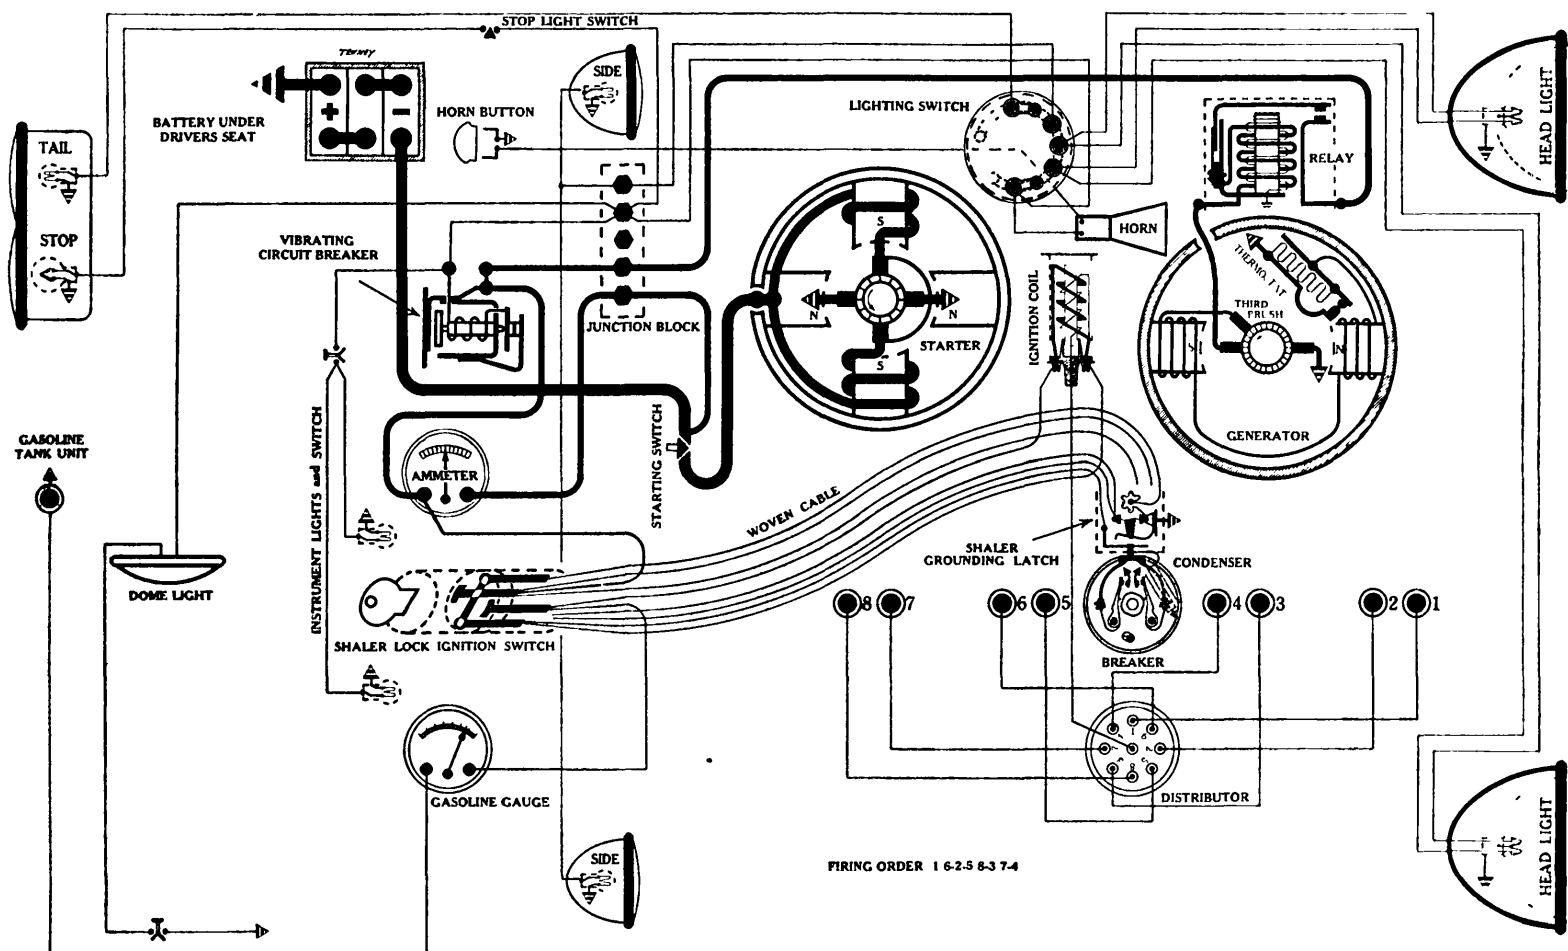 STOP LIGHT SWITCH
SIDE
HEAD LIGHT
+
-
BATTERY UNDER
DRIVERS SEAT
HORN BUTTON
LIGHTING SWITCH
TAIL
RELAY
STOP
VIBRATING
CIRCUIT BREAKER
S
HORN
N
N
JUNCTION BLOCK
STARTER
S
IGNITION COIL
THIRD
BRUSH
N
GENERATOR
GASOLINE
TANK UNIT
AMMETER
STARTING SWITCH
INSTRUMENT LIGHTS and SWITCH
WOVEN CABLE
SHALER
GROUNDING LATCH
CONDENSER
DOME LIGHT
8 7 6 5 4 3 2 1
SHALER LOCK IGNITION SWITCH
BREAKER
GASOLINE GAUGE
DISTRIBUTOR
SIDE
HEAD LIGHT
FIRING ORDER 1 6-2-5 8-3 7-4